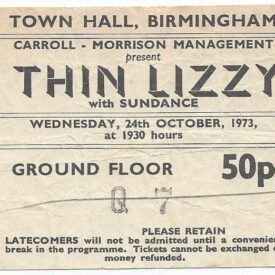 TOWN HALL, BIRMINGHAM
CARROLL - MORRISON MANAGEMENT
present
THIN LIZZY
with SUNDANCE
WEDNESDAY, 24th OCTOBER, 1973,
at 1930 hours
GROUND FLOOR 50p
Q 7
PLEASE RETAIN
LATECOMERS will not be admitted until a convenie
break in the programme. Tickets cannot be exchanged o
money refunded.